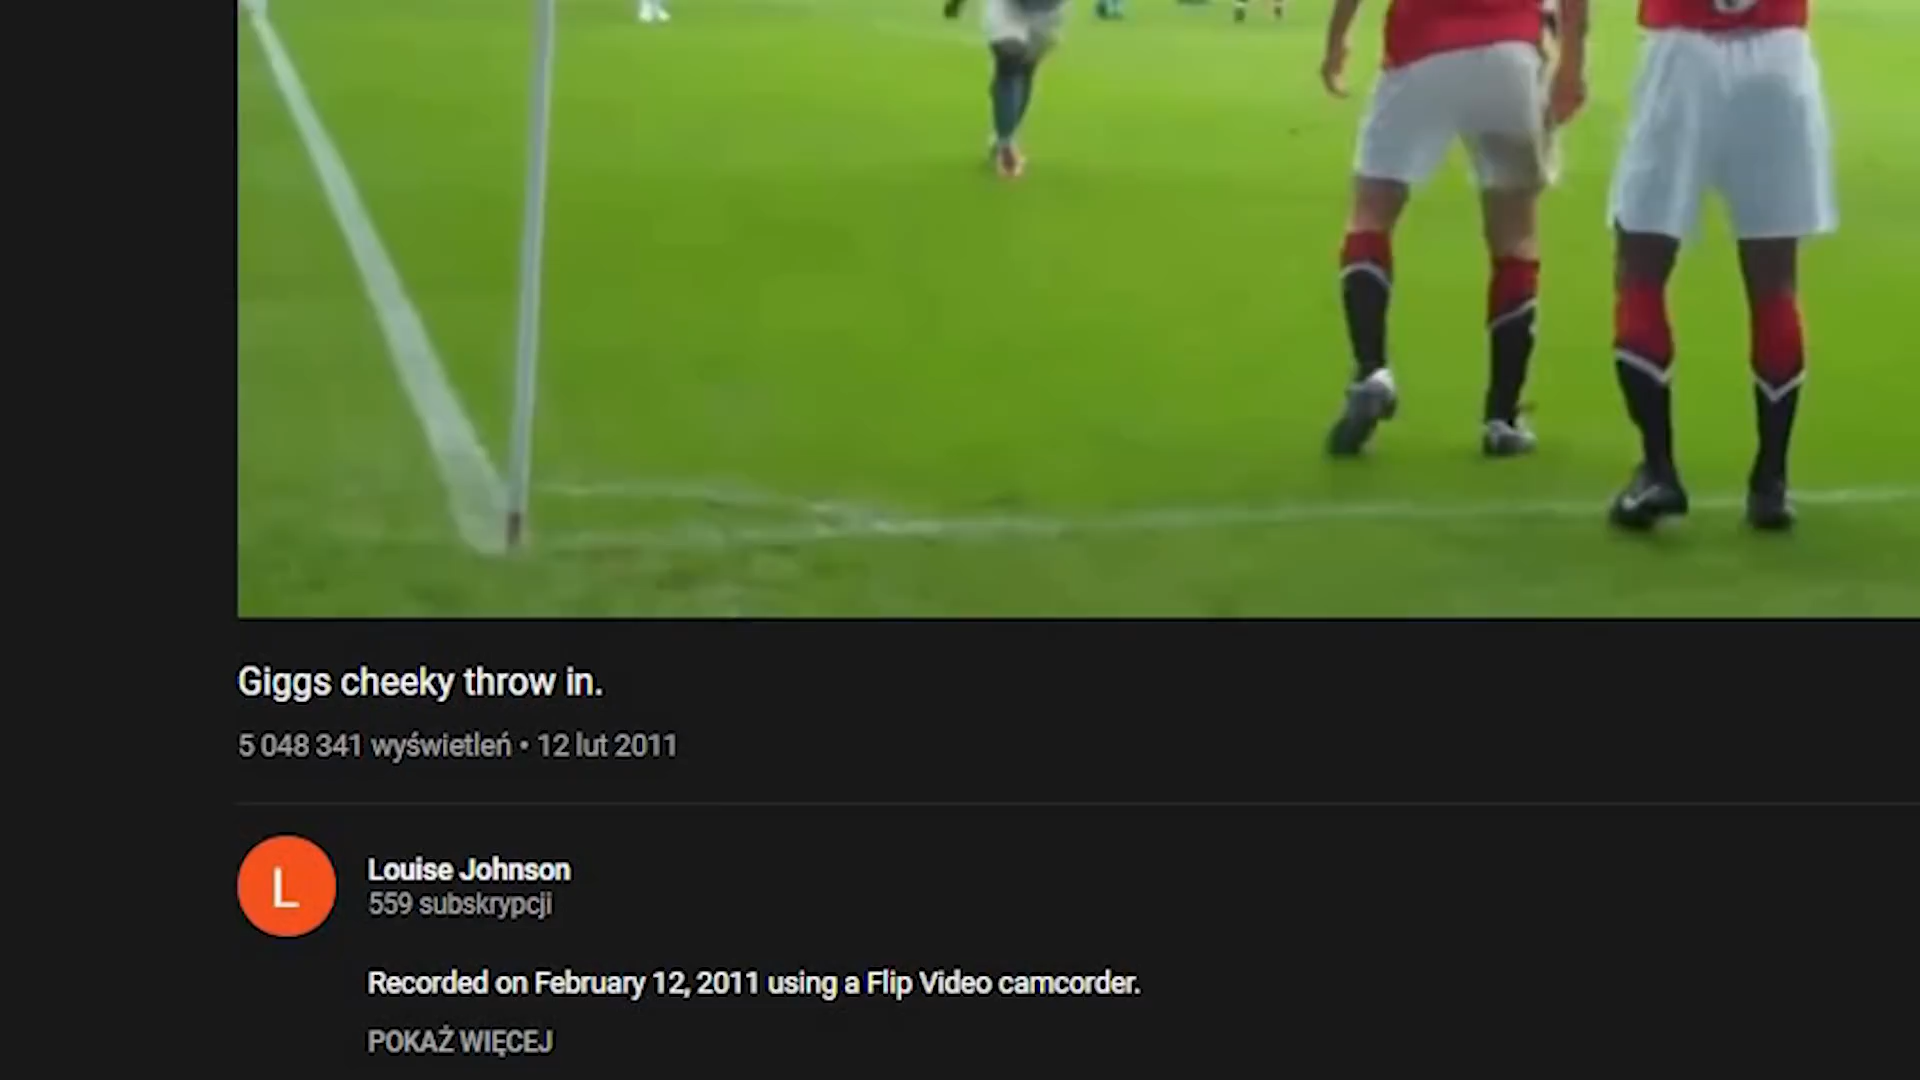 Giggs cheeky throw in.
5 048 341 wyświetleń • 12 lut 2011
L
Louise Johnson
559 subskrypcji
Recorded on February 12, 2011 using a Flip Video camcorder.
POKAŻ WIĘCEJ